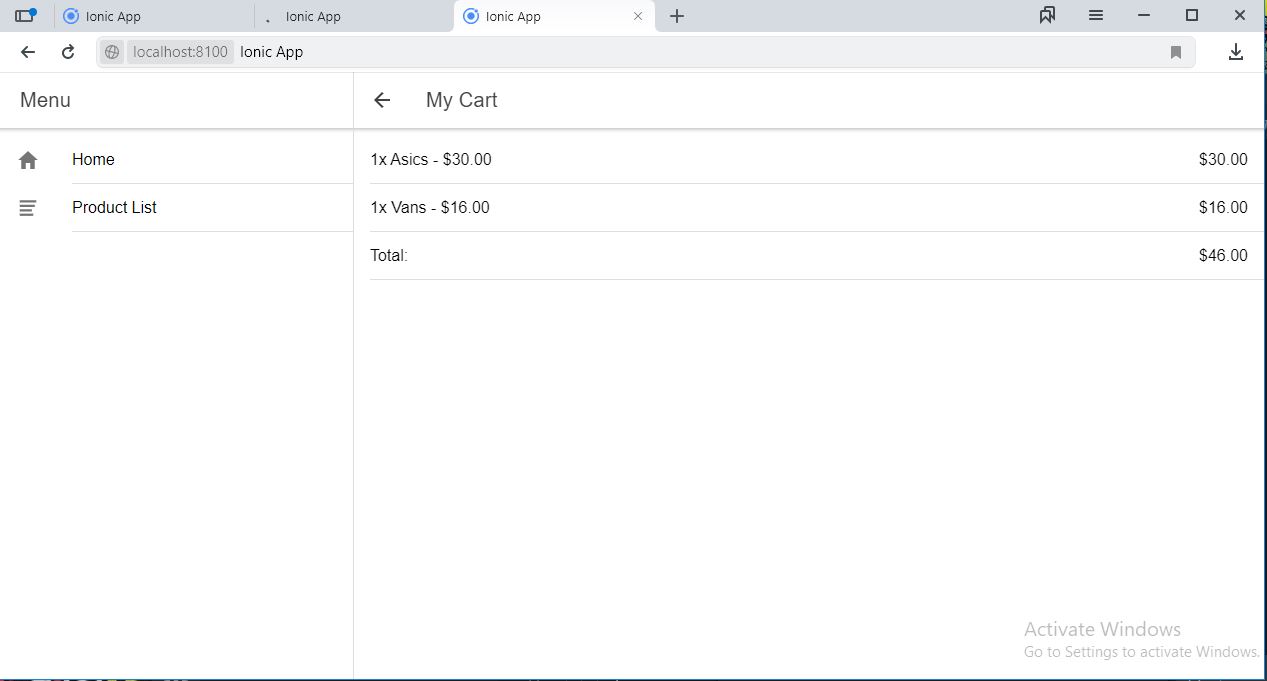 Ionic App
Ionic App
Ionic App
localhost:8100 Ionic App
Menu
My Cart
Home
Product List
1x Asics - $30.00 $30.00
1x Vans - $16.00 $16.00
Total: $46.00
Activate Windows
Go to Settings to activate Windows.